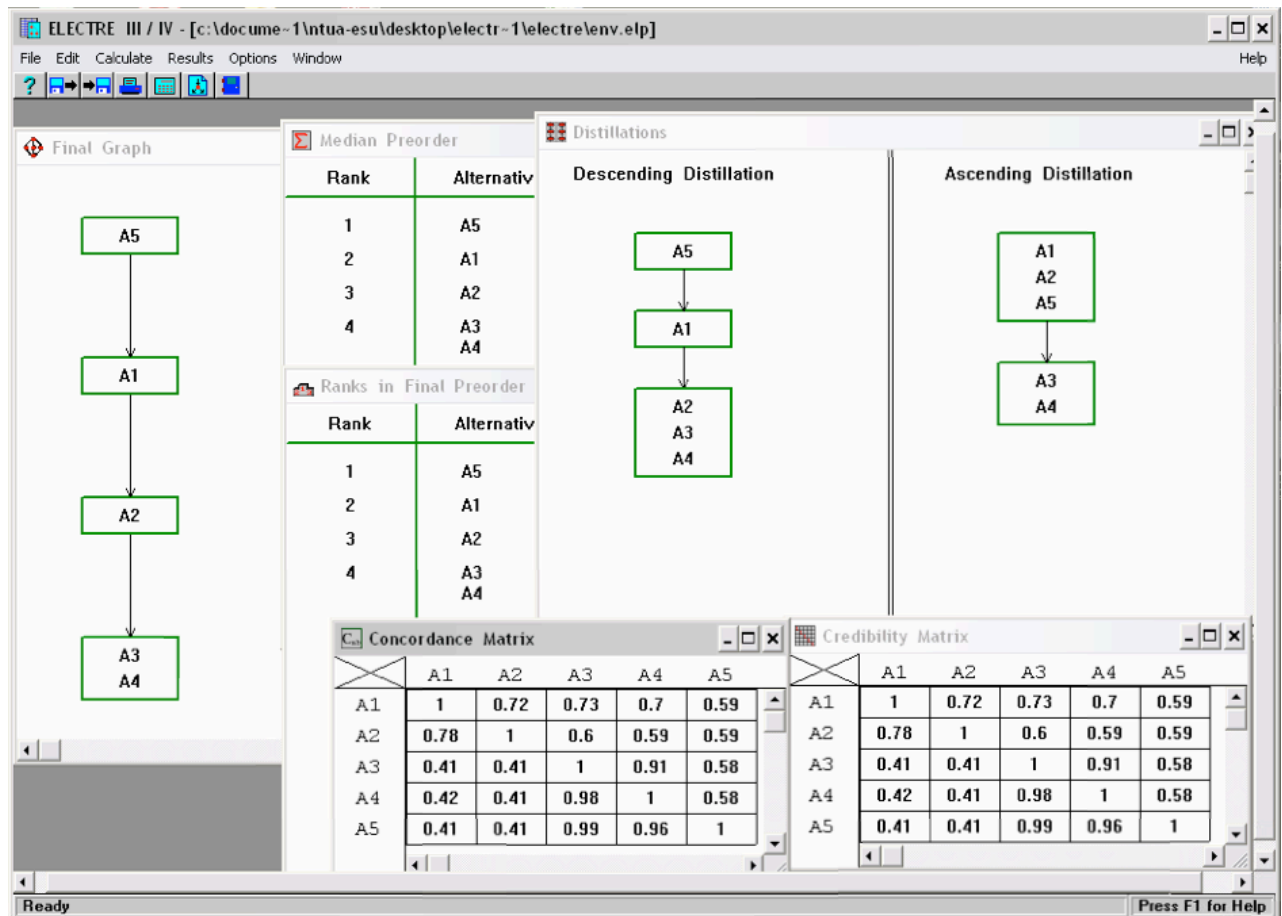 ELECTRE III / IV - [c:\docume~1\ntua-esu\desktop\electr~1\electre\env.elp]
File Edit Calculate Results Options Window Help
?
Final Graph
A5
A1
A2
A3
A4
Median Preorder
Rank Alternativ
1 A5
2 A1
3 A2
4 A3
A4
Ranks in Final Preorder
Rank Alternativ
1 A5
2 A1
3 A2
4 A3
A4
Distillations
Descending Distillation
A5
A1
A2
A3
A4
Ascending Distillation
A1
A2
A5
A3
A4
Concordance Matrix
A1 A2 A3 A4 A5
A1 1 0.72 0.73 0.7 0.59
A2 0.78 1 0.6 0.59 0.59
A3 0.41 0.41 1 0.91 0.58
A4 0.42 0.41 0.98 1 0.58
A5 0.41 0.41 0.99 0.96 1
Credibility Matrix
A1 A2 A3 A4 A5
A1 1 0.72 0.73 0.7 0.59
A2 0.78 1 0.6 0.59 0.59
A3 0.41 0.41 1 0.91 0.58
A4 0.42 0.41 0.98 1 0.58
A5 0.41 0.41 0.99 0.96 1
Ready Press F1 for Help